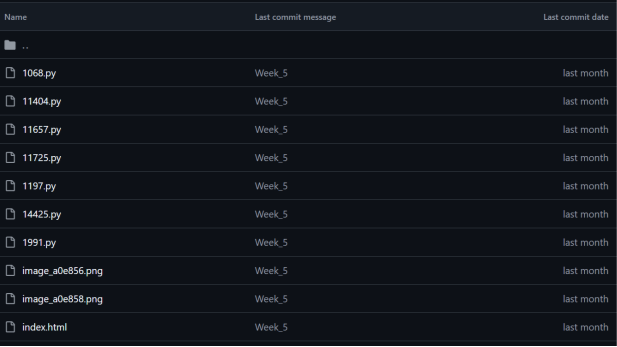 Name Last commit message Last commit date
..
1068.py Week_5 last month
11404.py Week_5 last month
11657.py Week_5 last month
11725.py Week_5 last month
1197.py Week_5 last month
14425.py Week_5 last month
1991.py Week_5 last month
image_a0e856.png Week_5 last month
image_a0e858.png Week_5 last month
index.html Week_5 last month